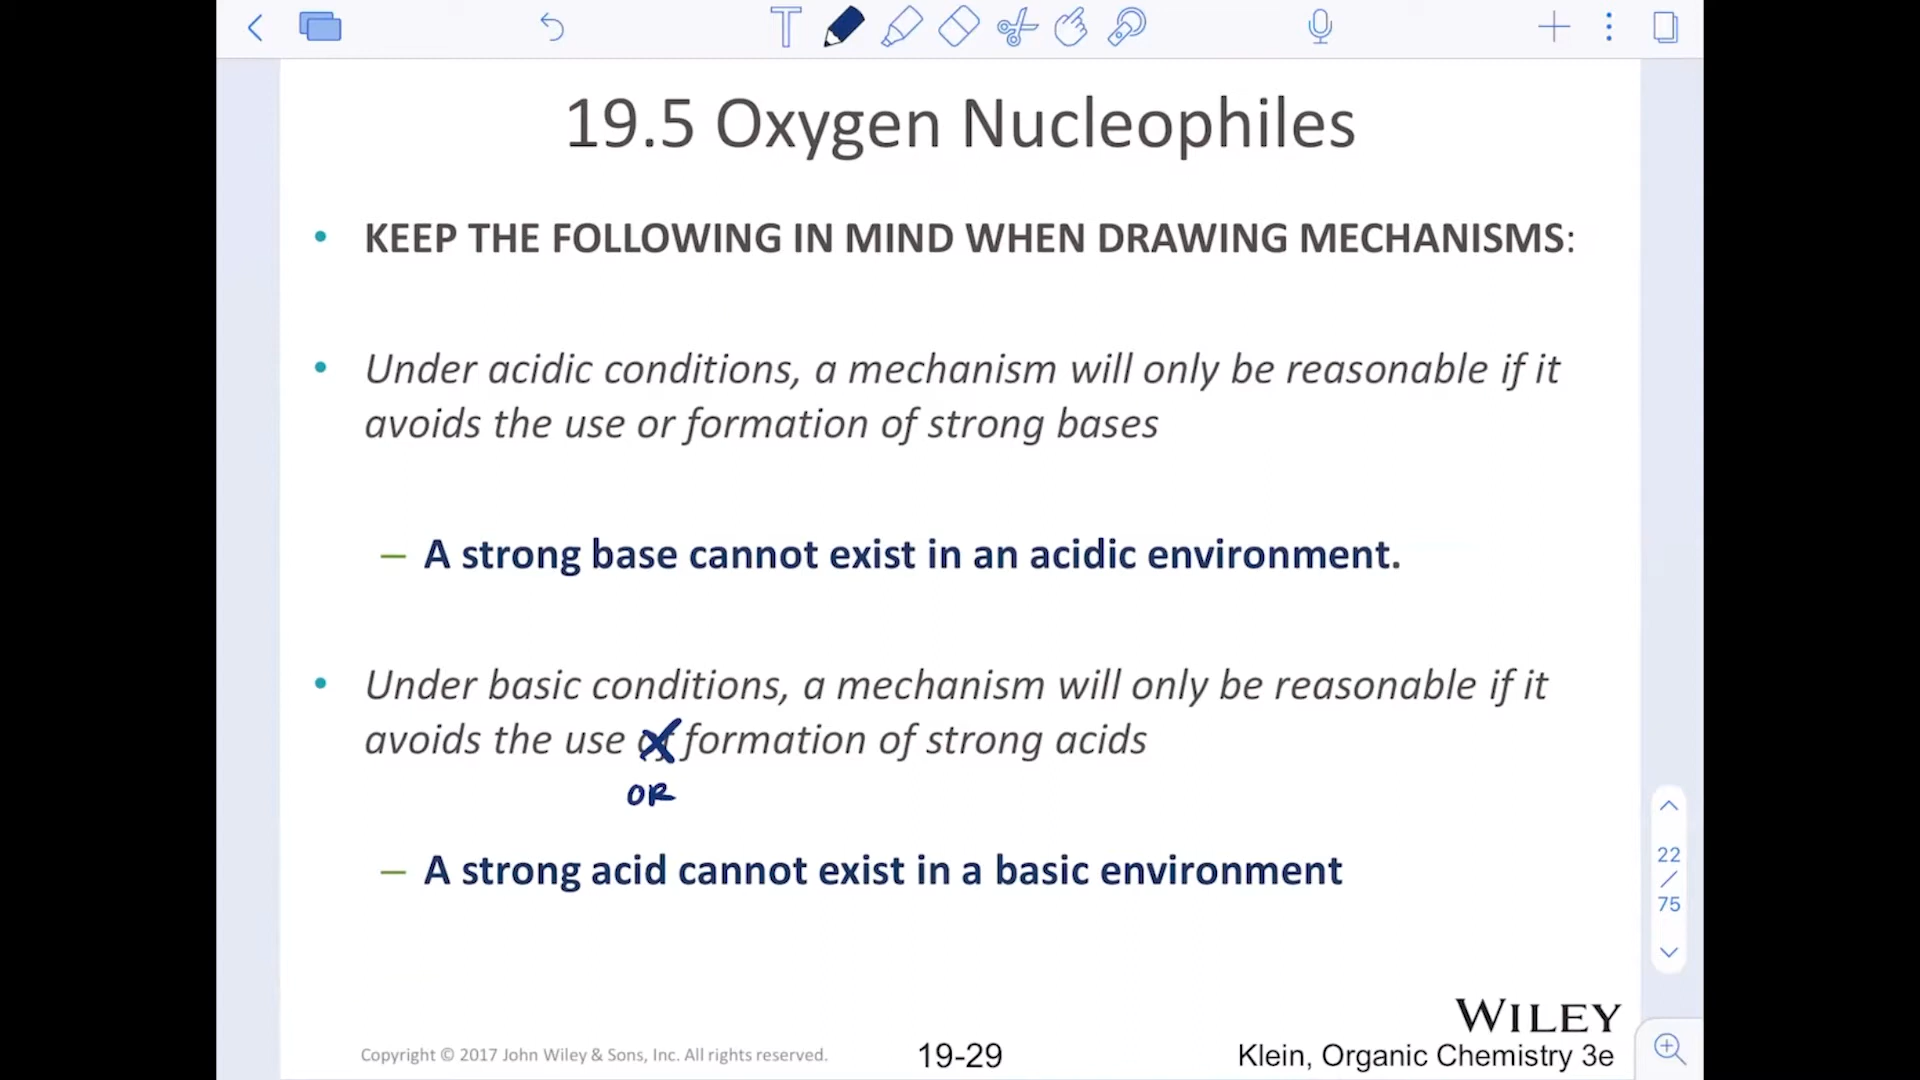 19.5 Oxygen Nucleophiles
• KEEP THE FOLLOWING IN MIND WHEN DRAWING MECHANISMS:
• Under acidic conditions, a mechanism will only be reasonable if it
avoids the use or formation of strong bases
– A strong base cannot exist in an acidic environment.
• Under basic conditions, a mechanism will only be reasonable if it
avoids the use of formation of strong acids
OR
– A strong acid cannot exist in a basic environment
22
/
75
WILEY
Copyright © 2017 John Wiley & Sons, Inc. All rights reserved.
19-29
Klein, Organic Chemistry 3e